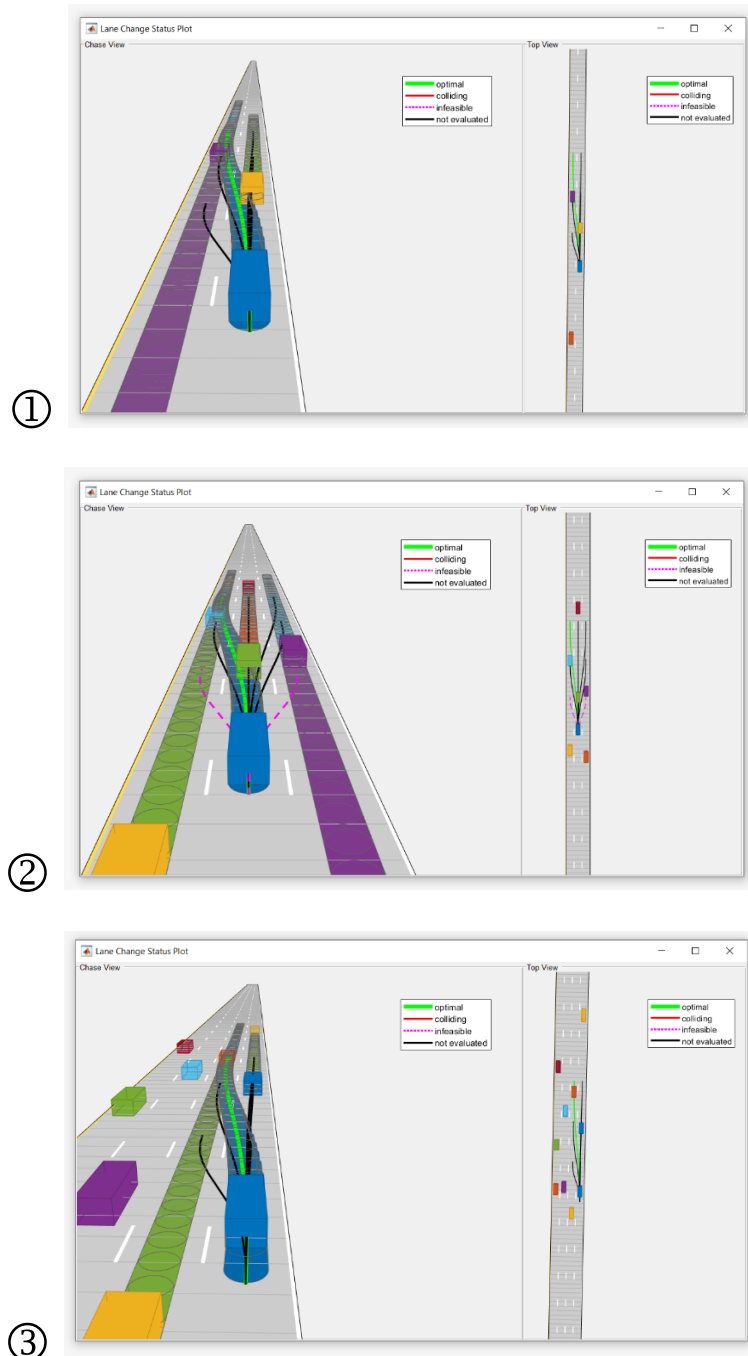 Lane Change Status Plot
Chase View
Top View
optimal
colliding
infeasible
not evaluated
optimal
colliding
infeasible
not evaluated
①
Lane Change Status Plot
Chase View
Top View
optimal
colliding
infeasible
not evaluated
optimal
colliding
infeasible
not evaluated
②
Lane Change Status Plot
Chase View
Top View
optimal
colliding
infeasible
not evaluated
optimal
colliding
infeasible
not evaluated
③